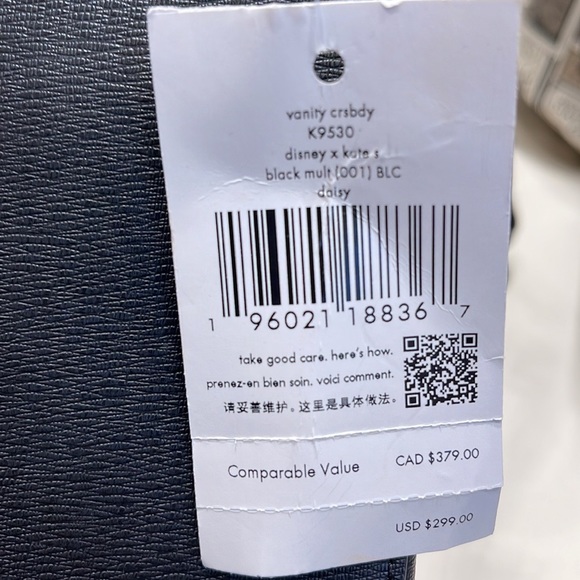 vanity crsbdy
K9530
disney x kate s
black mult (001) BLC
daisy
1 96021 18836 7
take good care. here's how.
prenez-en bien soin. voici comment.
请妥善维护。这里是具体做法。
Comparable Value CAD $379.00
USD $299.00